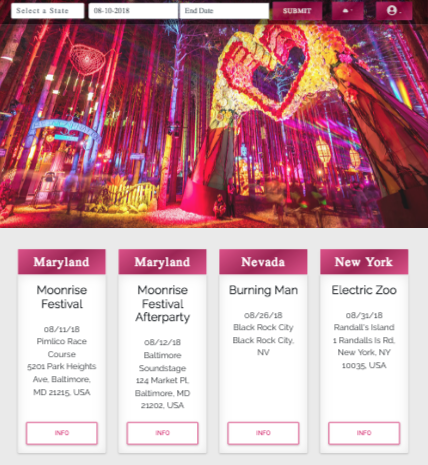 Select a State
08-10-2018
End Date
SUBMIT
Maryland
Moonrise
Festival
08/11/18
Pimlico Race
Course
5201 Park Heights
Ave, Baltimore,
MD 21215, USA
INFO
Maryland
Moonrise
Festival
Afterparty
08/12/18
Baltimore
Soundstage
124 Market Pl,
Baltimore, MD
21202, USA
INFO
Nevada
Burning Man
08/26/18
Black Rock City
Black Rock City,
NV
INFO
New York
Electric Zoo
08/31/18
Randall's Island
1 Randalls Is Rd,
New York, NY
10035, USA
INFO